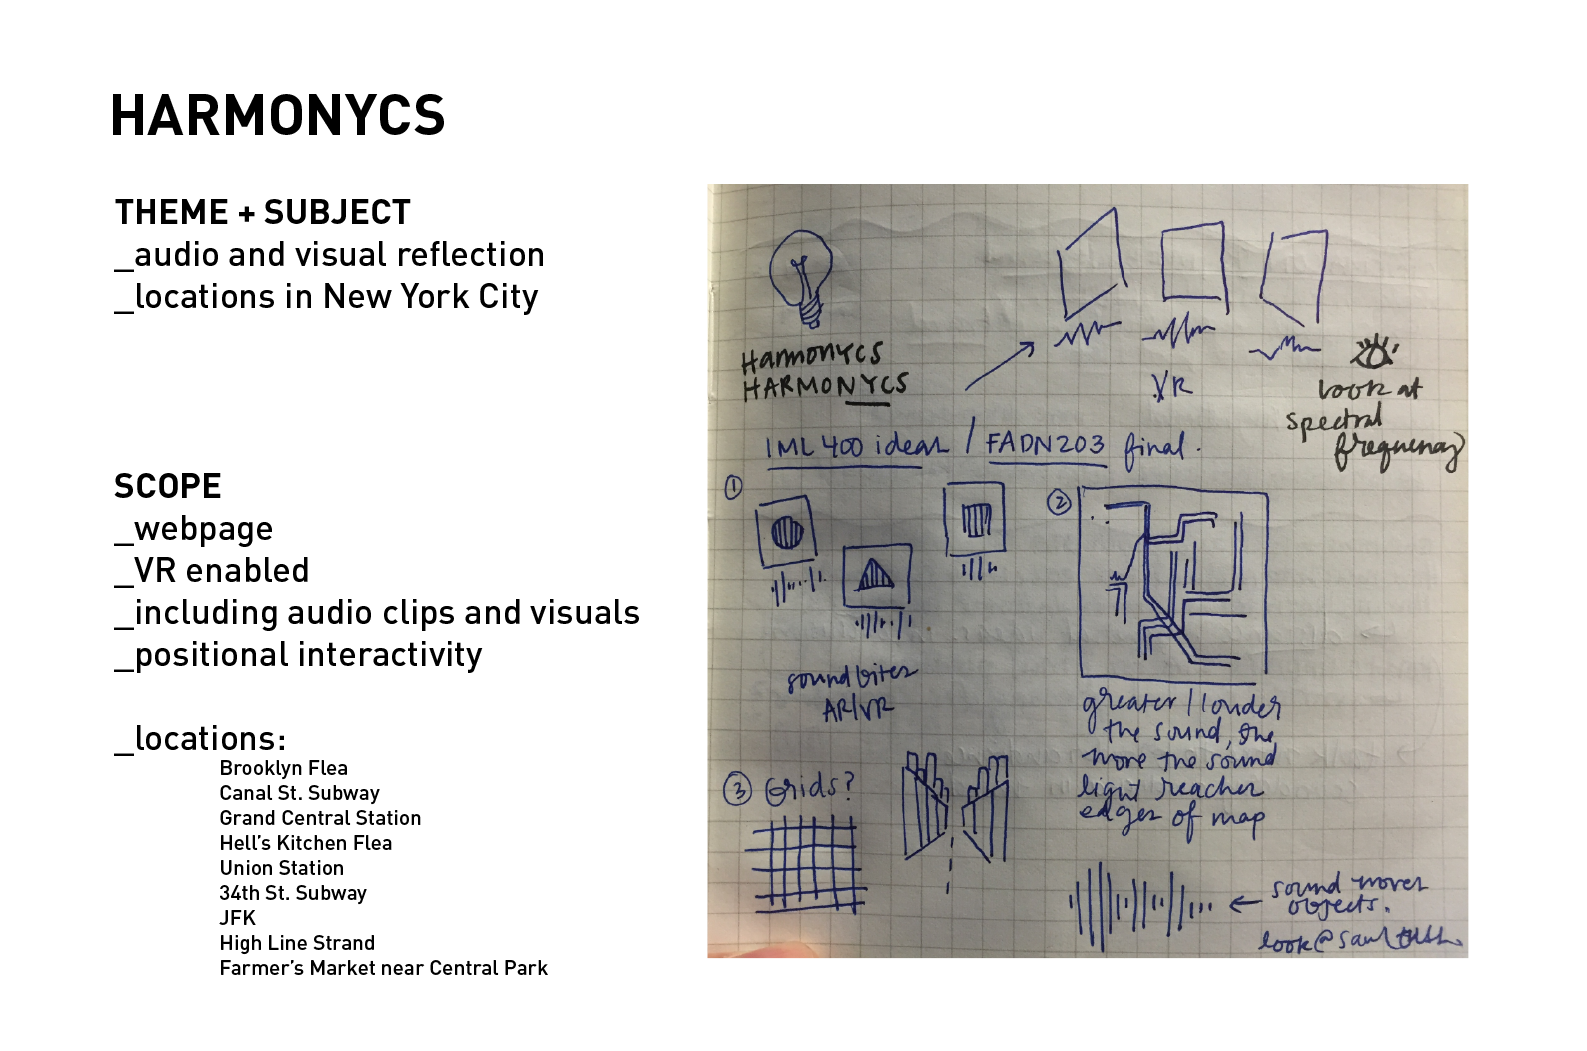 HARMONYCS
THEME + SUBJECT
_audio and visual reflection
_locations in New York City
SCOPE
_webpage
_VR enabled
_including audio clips and visuals
_positional interactivity
_locations:
Brooklyn Flea
Canal St. Subway
Grand Central Station
Hell's Kitchen Flea
Union Station
34th St. Subway
JFK
High Line Strand
Farmer's Market near Central Park
HarmonYCS
HARMONYCS
VR
look at
spectral
frequency
IML 400 ideas / FADN203 final.
①
sound bites
AR/VR
②
greater / louder
the sound, the
more the sound
light reaches
edges of map
③ Grids?
← sound moves
objects.
look @ Saul